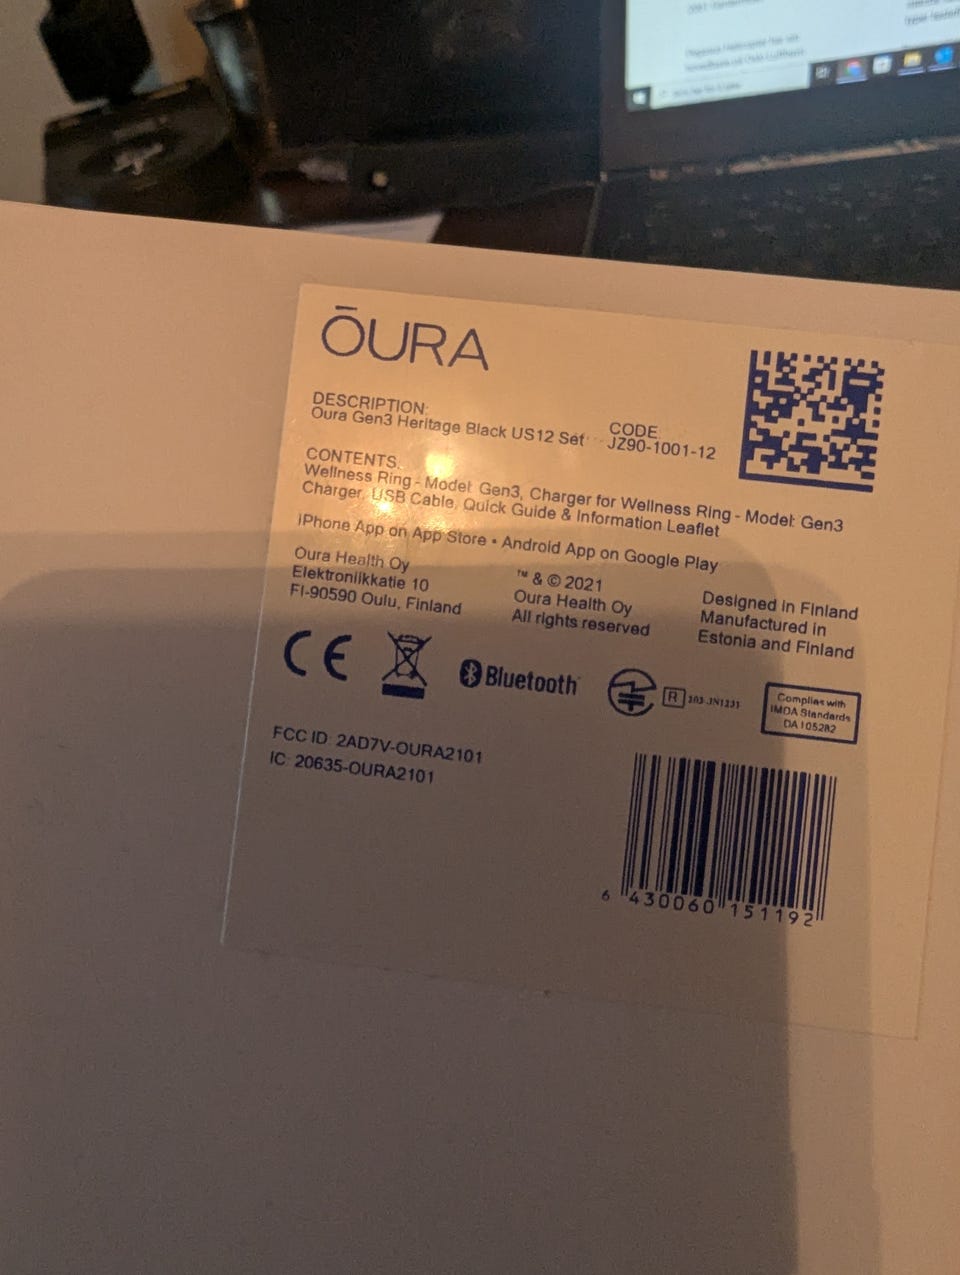 ŌURA
DESCRIPTION:
Oura Gen3 Heritage Black US12 Set
CODE
JZ90-1001-12
CONTENTS:
Wellness Ring - Model: Gen3, Charger for Wellness Ring - Model: Gen3
Charger, USB Cable, Quick Guide & Information Leaflet
iPhone App on App Store • Android App on Google Play
Oura Health Oy
Elektroniikkatie 10
FI-90590 Oulu, Finland
™ & © 2021
Oura Health Oy
All rights reserved
Designed in Finland
Manufactured in
Estonia and Finland
CE
Bluetooth
R 203-JN1231
Complies with
IMDA Standards
DA105282
FCC ID: 2AD7V-OURA2101
IC: 20635-OURA2101
6 430060 151192